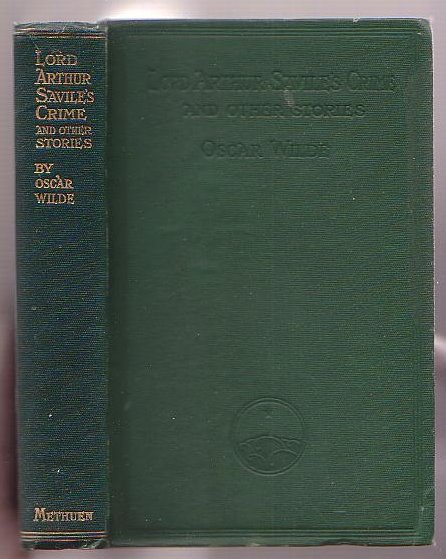 LORD
ARTHUR
SAVILE'S
CRIME
AND OTHER
STORIES
BY
OSCAR
WILDE
METHUEN
LORD ARTHUR SAVILE'S CRIME
AND OTHER STORIES
OSCAR WILDE